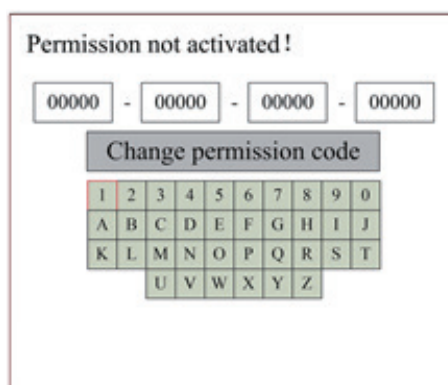 Permission not activated!
00000 - 00000 - 00000 - 00000
Change permission code
1 2 3 4 5 6 7 8 9 0
A B C D E F G H I J
K L M N O P Q R S T
U V W X Y Z